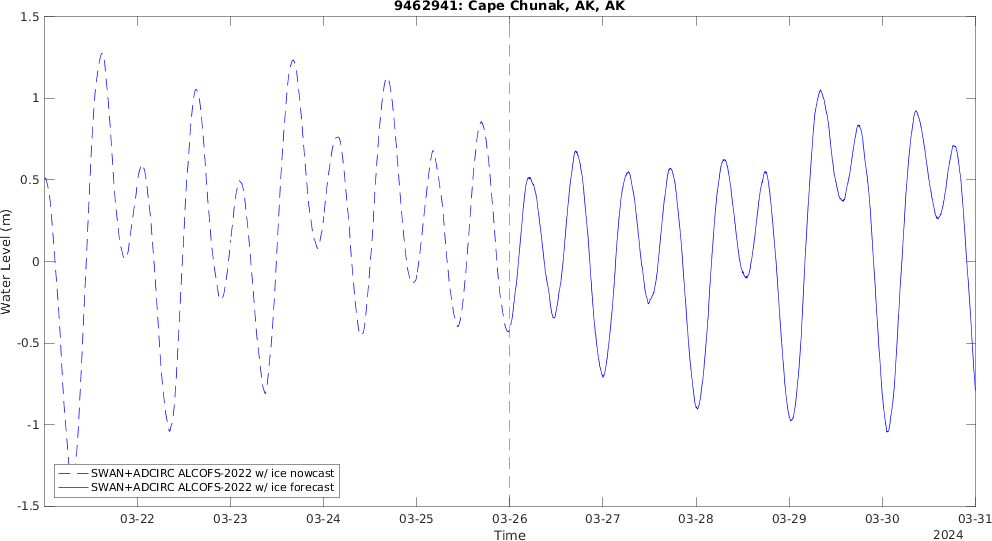 9462941: Cape Chunak, AK, AK
1.5
1
0.5
0
-0.5
-1
-1.5
Water Level (m)
SWAN+ADCIRC ALCOFS-2022 w/ ice nowcast
SWAN+ADCIRC ALCOFS-2022 w/ ice forecast
03-22 03-23 03-24 03-25 03-26 03-27 03-28 03-29 03-30 03-31
Time
2024